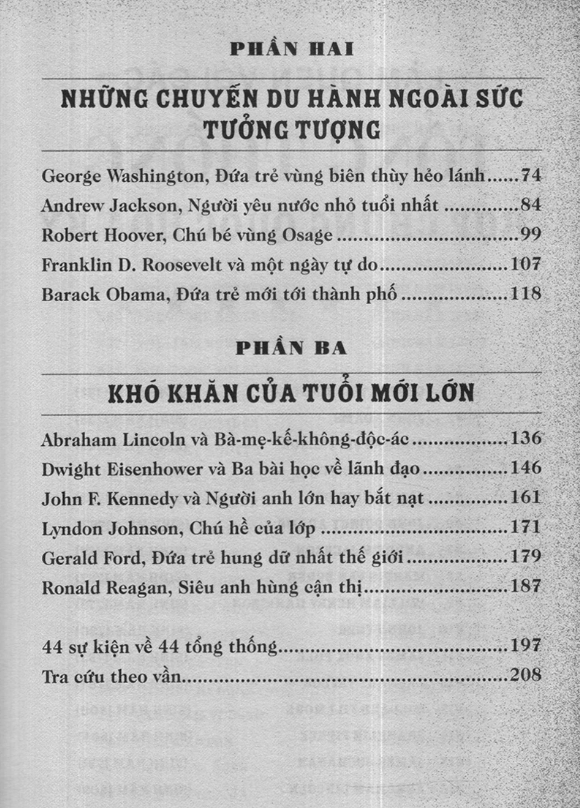 PHẦN HAI
NHỮNG CHUYẾN DU HÀNH NGOÀI SỨC
TƯỞNG TƯỢNG
George Washington, Đứa trẻ vùng biên thùy hẻo lánh......74
Andrew Jackson, Người yêu nước nhỏ tuổi nhất ...............84
Robert Hoover, Chú bé vùng Osage ...............................99
Franklin D. Roosevelt và một ngày tự do.......................107
Barack Obama, Đứa trẻ mới tới thành phố .....................118
PHẦN BA
KHÓ KHĂN CỦA TUỔI MỚI LỚN
Abraham Lincoln và Bà-mẹ-kế-không-độc-ác ...................136
Dwight Eisenhower và Ba bài học về lãnh đạo..................146
John F. Kennedy và Người anh lớn hay bắt nạt ................161
Lyndon Johnson, Chú hề của lớp ..................................171
Gerald Ford, Đứa trẻ hung dữ nhất thế giới....................179
Ronald Reagan, Siêu anh hùng cận thị...........................187
44 sự kiện về 44 tổng thống........................................197
Tra cứu theo vần......................................................208